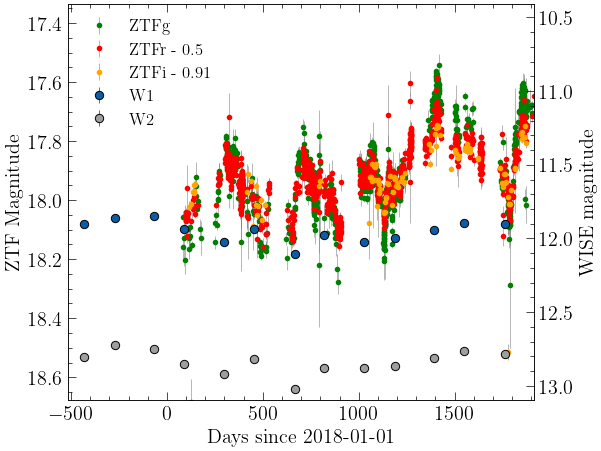 17.4
17.6
17.8
18.0
18.2
18.4
18.6
ZTF Magnitude
ZTFg
ZTFr - 0.5
ZTFi - 0.91
W1
W2
10.5
11.0
11.5
12.0
12.5
13.0
WISE magnitude
−500
0
500
1000
1500
Days since 2018-01-01